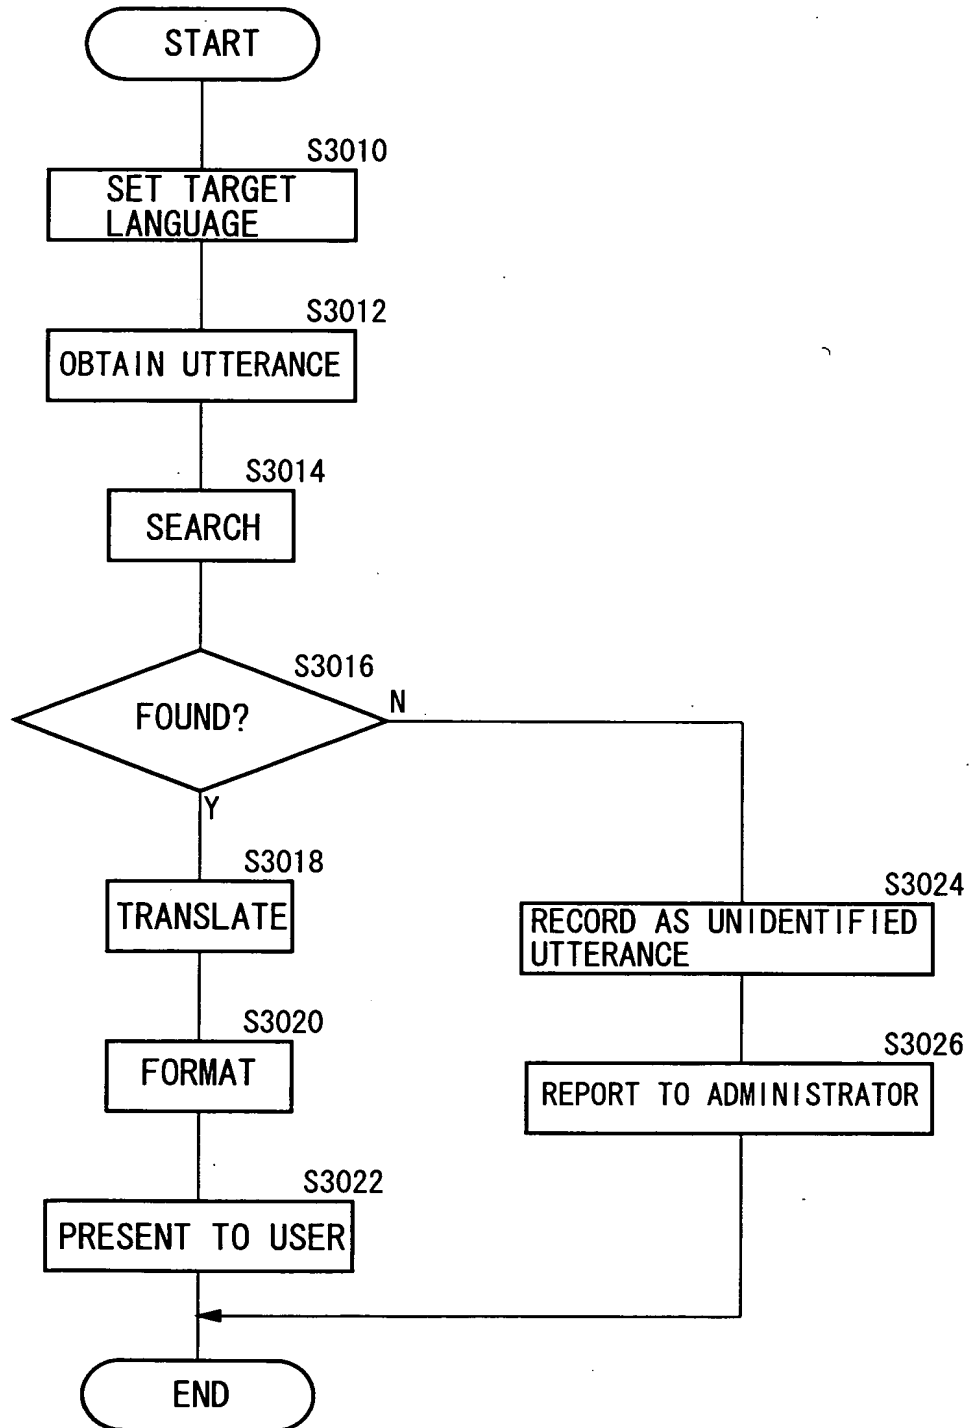 START
S3010
SET TARGET
LANGUAGE
S3012
OBTAIN UTTERANCE
S3014
SEARCH
S3016
FOUND?
N
Y
S3018
TRANSLATE
S3020
FORMAT
S3022
PRESENT TO USER
S3024
RECORD AS UNIDENTIFIED
UTTERANCE
S3026
REPORT TO ADMINISTRATOR
END